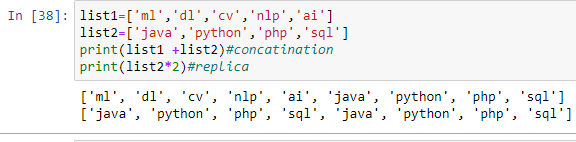 In [38]: list1=['ml','dl','cv','nlp','ai']
list2=['java','python','php','sql']
print(list1 +list2)#concatination
print(list2*2)#replica
['ml', 'dl', 'cv', 'nlp', 'ai', 'java', 'python', 'php', 'sql']
['java', 'python', 'php', 'sql', 'java', 'python', 'php', 'sql']